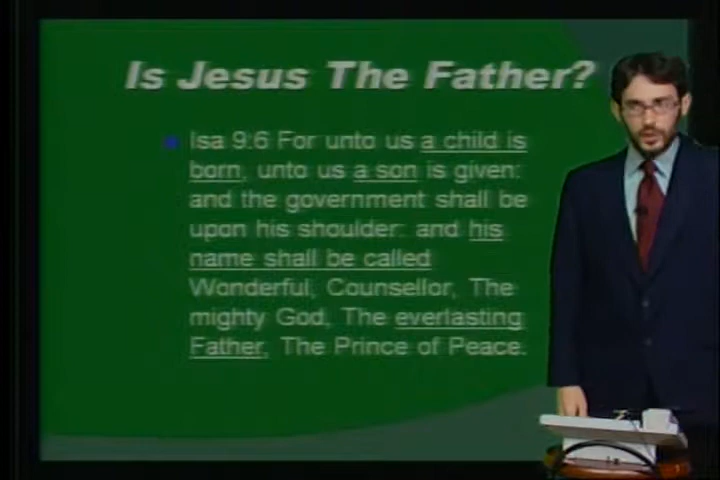 Is Jesus The Father?
Isa 9:6 For unto us a child is
born, unto us a son is given:
and the government shall be
upon his shoulder: and his
name shall be called
Wonderful, Counsellor, The
mighty God, The everlasting
Father, The Prince of Peace.